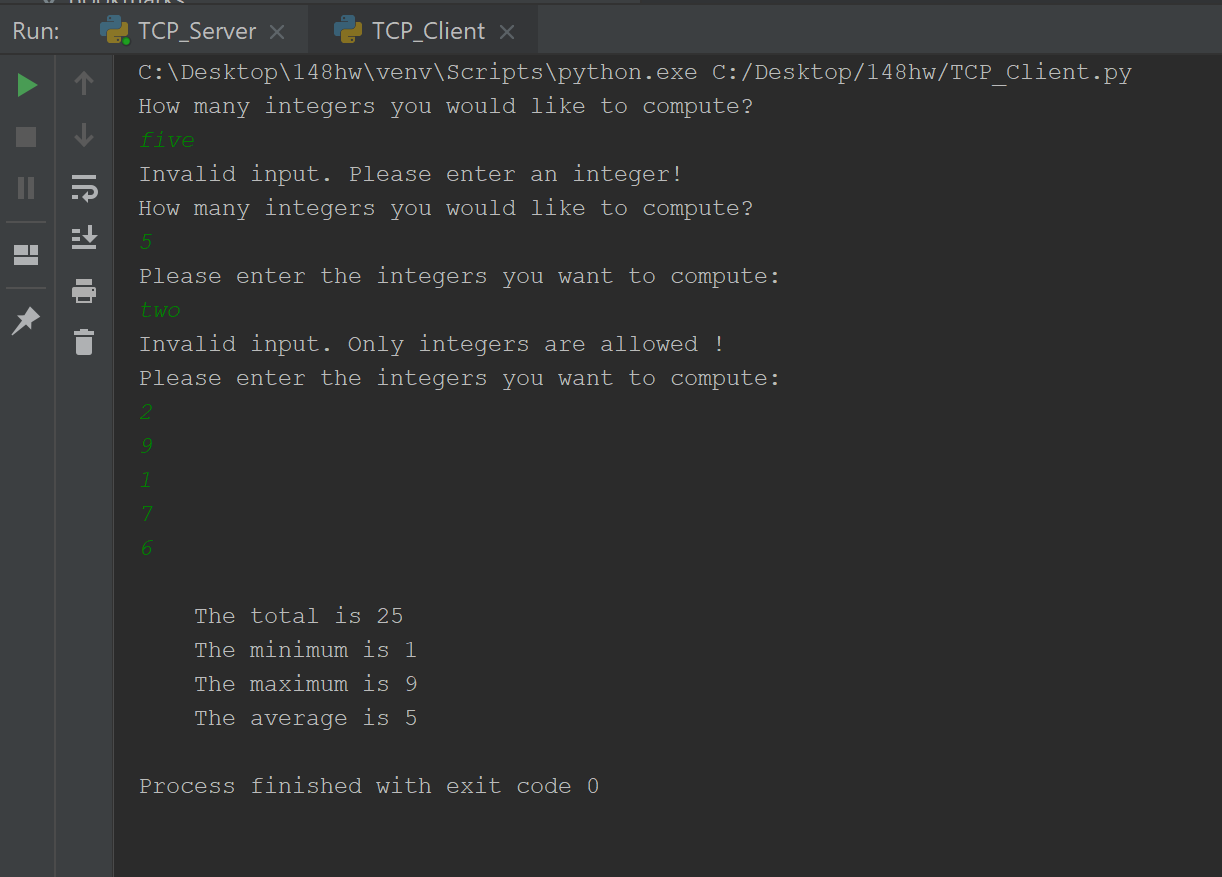 bookmarks
Run: TCP_Server TCP_Client
C:\Desktop\148hw\venv\Scripts\python.exe C:/Desktop/148hw/TCP_Client.py
How many integers you would like to compute?
five
Invalid input. Please enter an integer!
How many integers you would like to compute?
5
Please enter the integers you want to compute:
two
Invalid input. Only integers are allowed !
Please enter the integers you want to compute:
2
9
1
7
6
The total is 25
The minimum is 1
The maximum is 9
The average is 5
Process finished with exit code 0